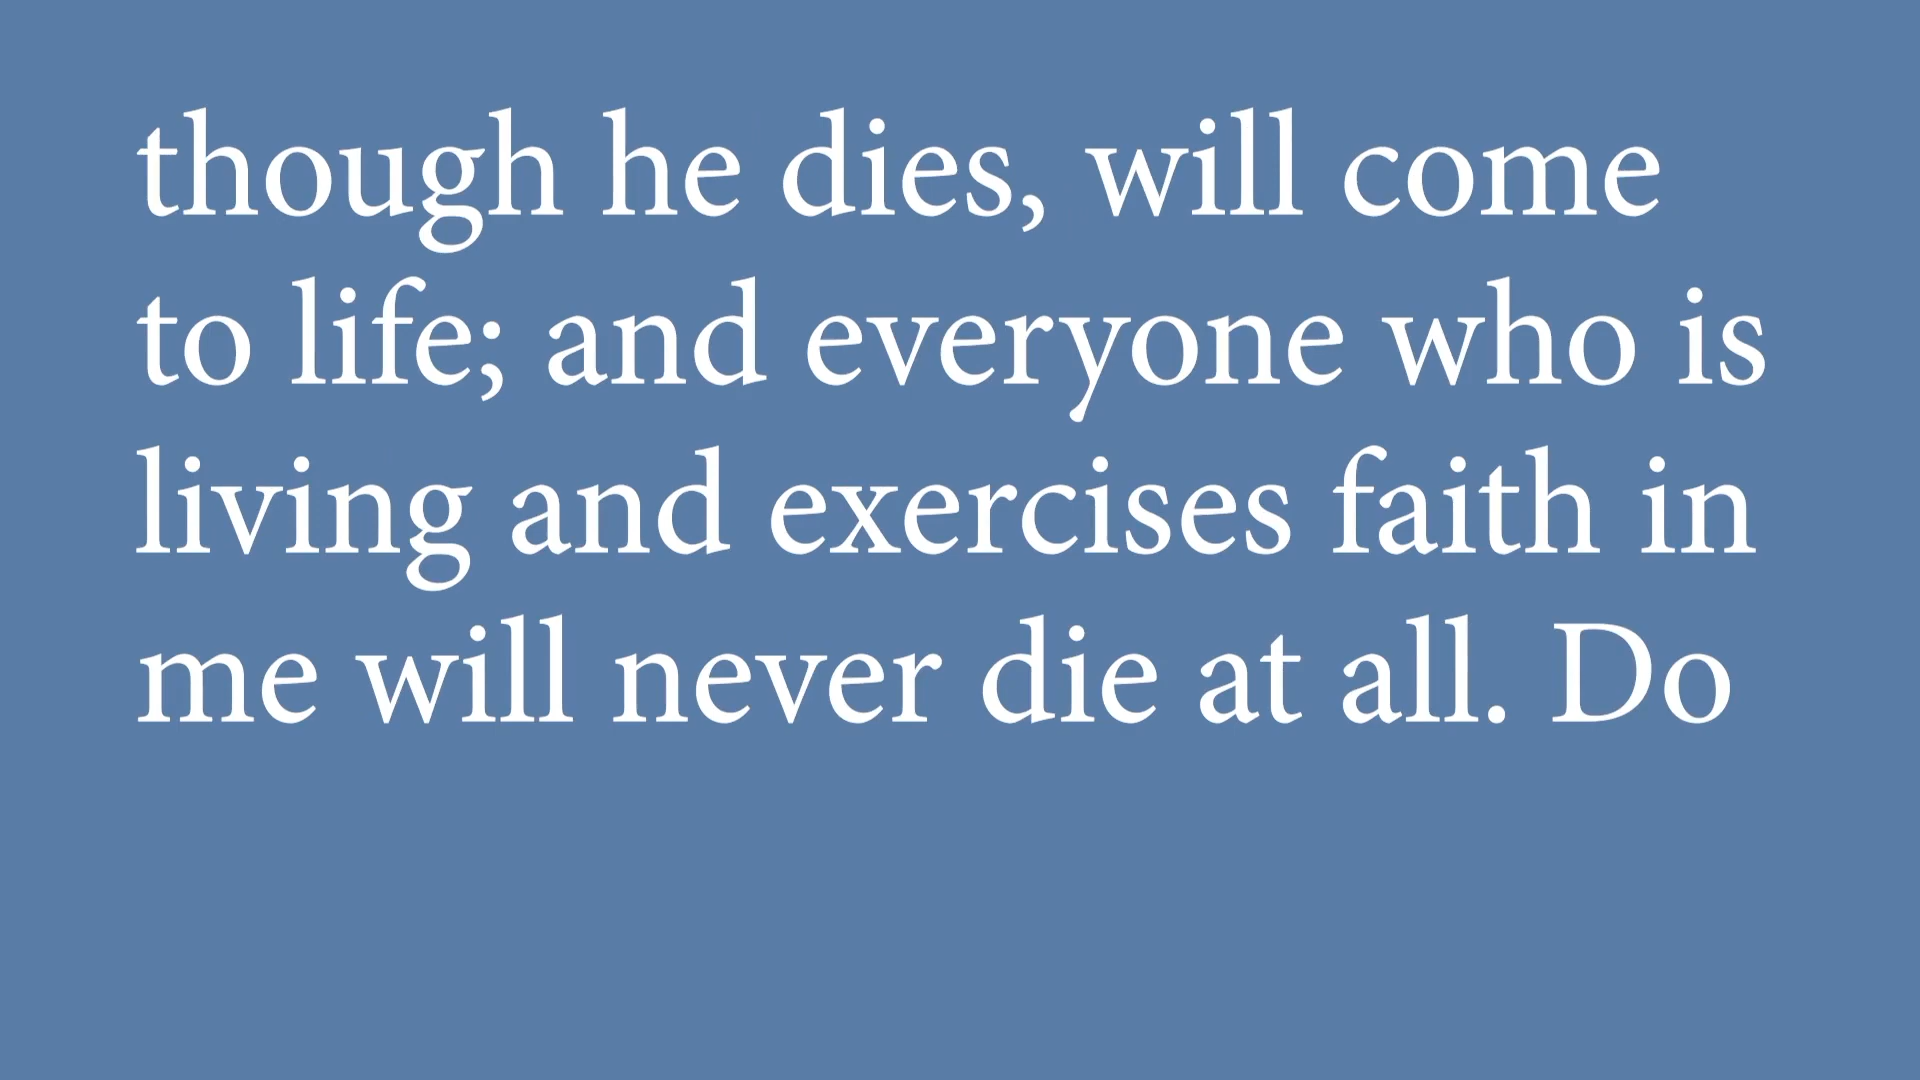 though he dies, will come
to life; and everyone who is
living and exercises faith in
me will never die at all. Do